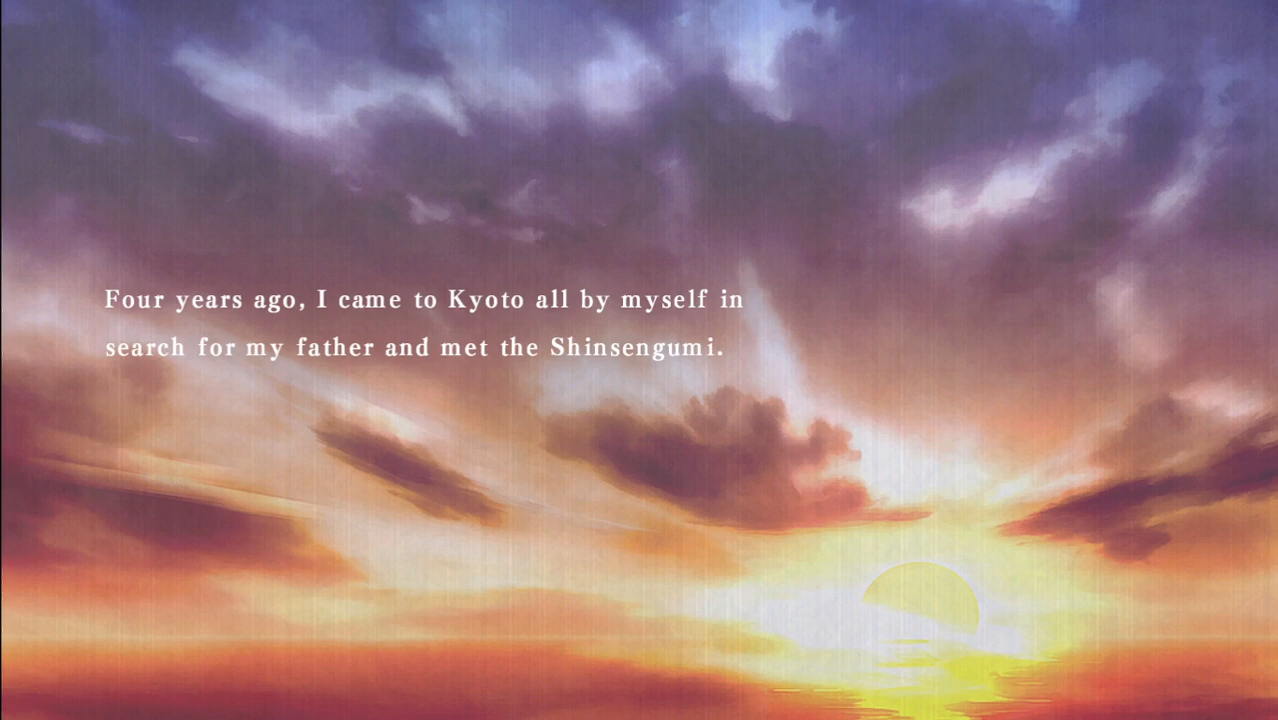 Four years ago, I came to Kyoto all by myself in
search for my father and met the Shinsengumi.